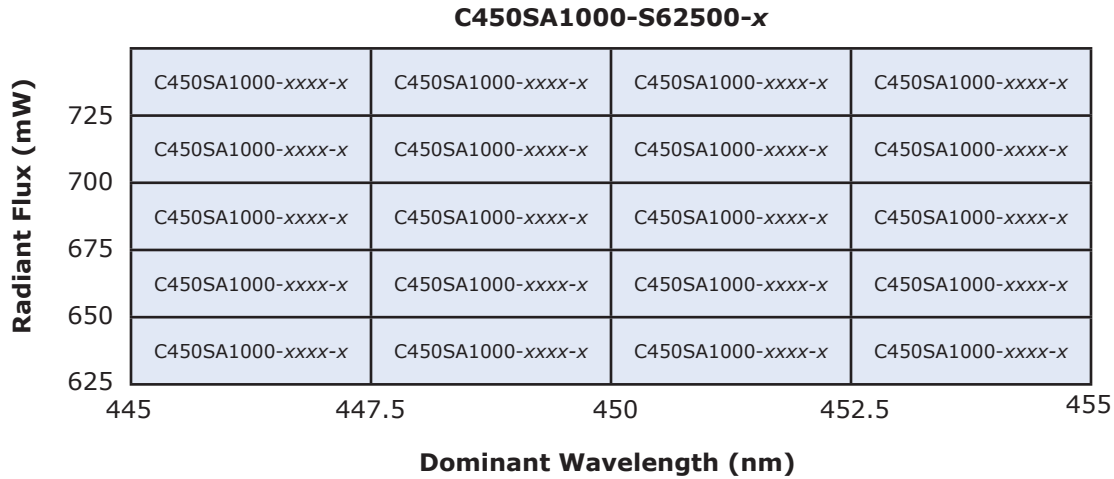 C450SA1000-S62500-x
Radiant Flux (mW)
C450SA1000-xxxx-x C450SA1000-xxxx-x C450SA1000-xxxx-x C450SA1000-xxxx-x
725
C450SA1000-xxxx-x C450SA1000-xxxx-x C450SA1000-xxxx-x C450SA1000-xxxx-x
700
C450SA1000-xxxx-x C450SA1000-xxxx-x C450SA1000-xxxx-x C450SA1000-xxxx-x
675
C450SA1000-xxxx-x C450SA1000-xxxx-x C450SA1000-xxxx-x C450SA1000-xxxx-x
650
C450SA1000-xxxx-x C450SA1000-xxxx-x C450SA1000-xxxx-x C450SA1000-xxxx-x
625
445 447.5 450 452.5 455
Dominant Wavelength (nm)